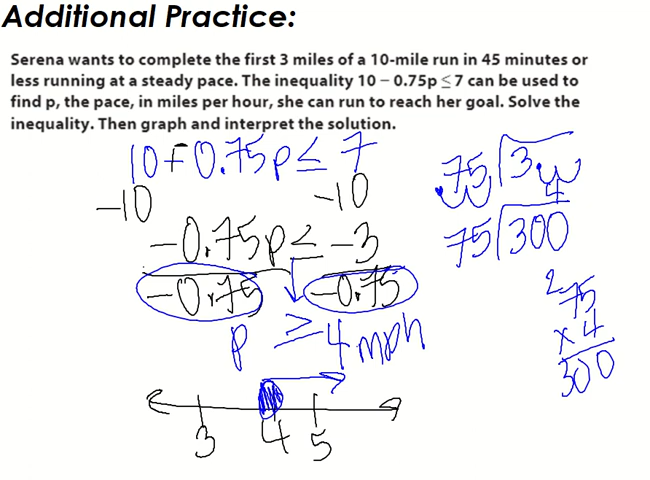 Additional Practice:
Serena wants to complete the first 3 miles of a 10-mile run in 45 minutes or
less running at a steady pace. The inequality 10 – 0.75p ≤ 7 can be used to
find p, the pace, in miles per hour, she can run to reach her goal. Solve the
inequality. Then graph and interpret the solution.
10 + - 0.75p ≤ 7
-10 -10
-0.75p ≤ -3
-0.75 -0.75
p ≥ 4 mph
3 4 5
.75 3.00
4
75 300
2
75
x 4
300